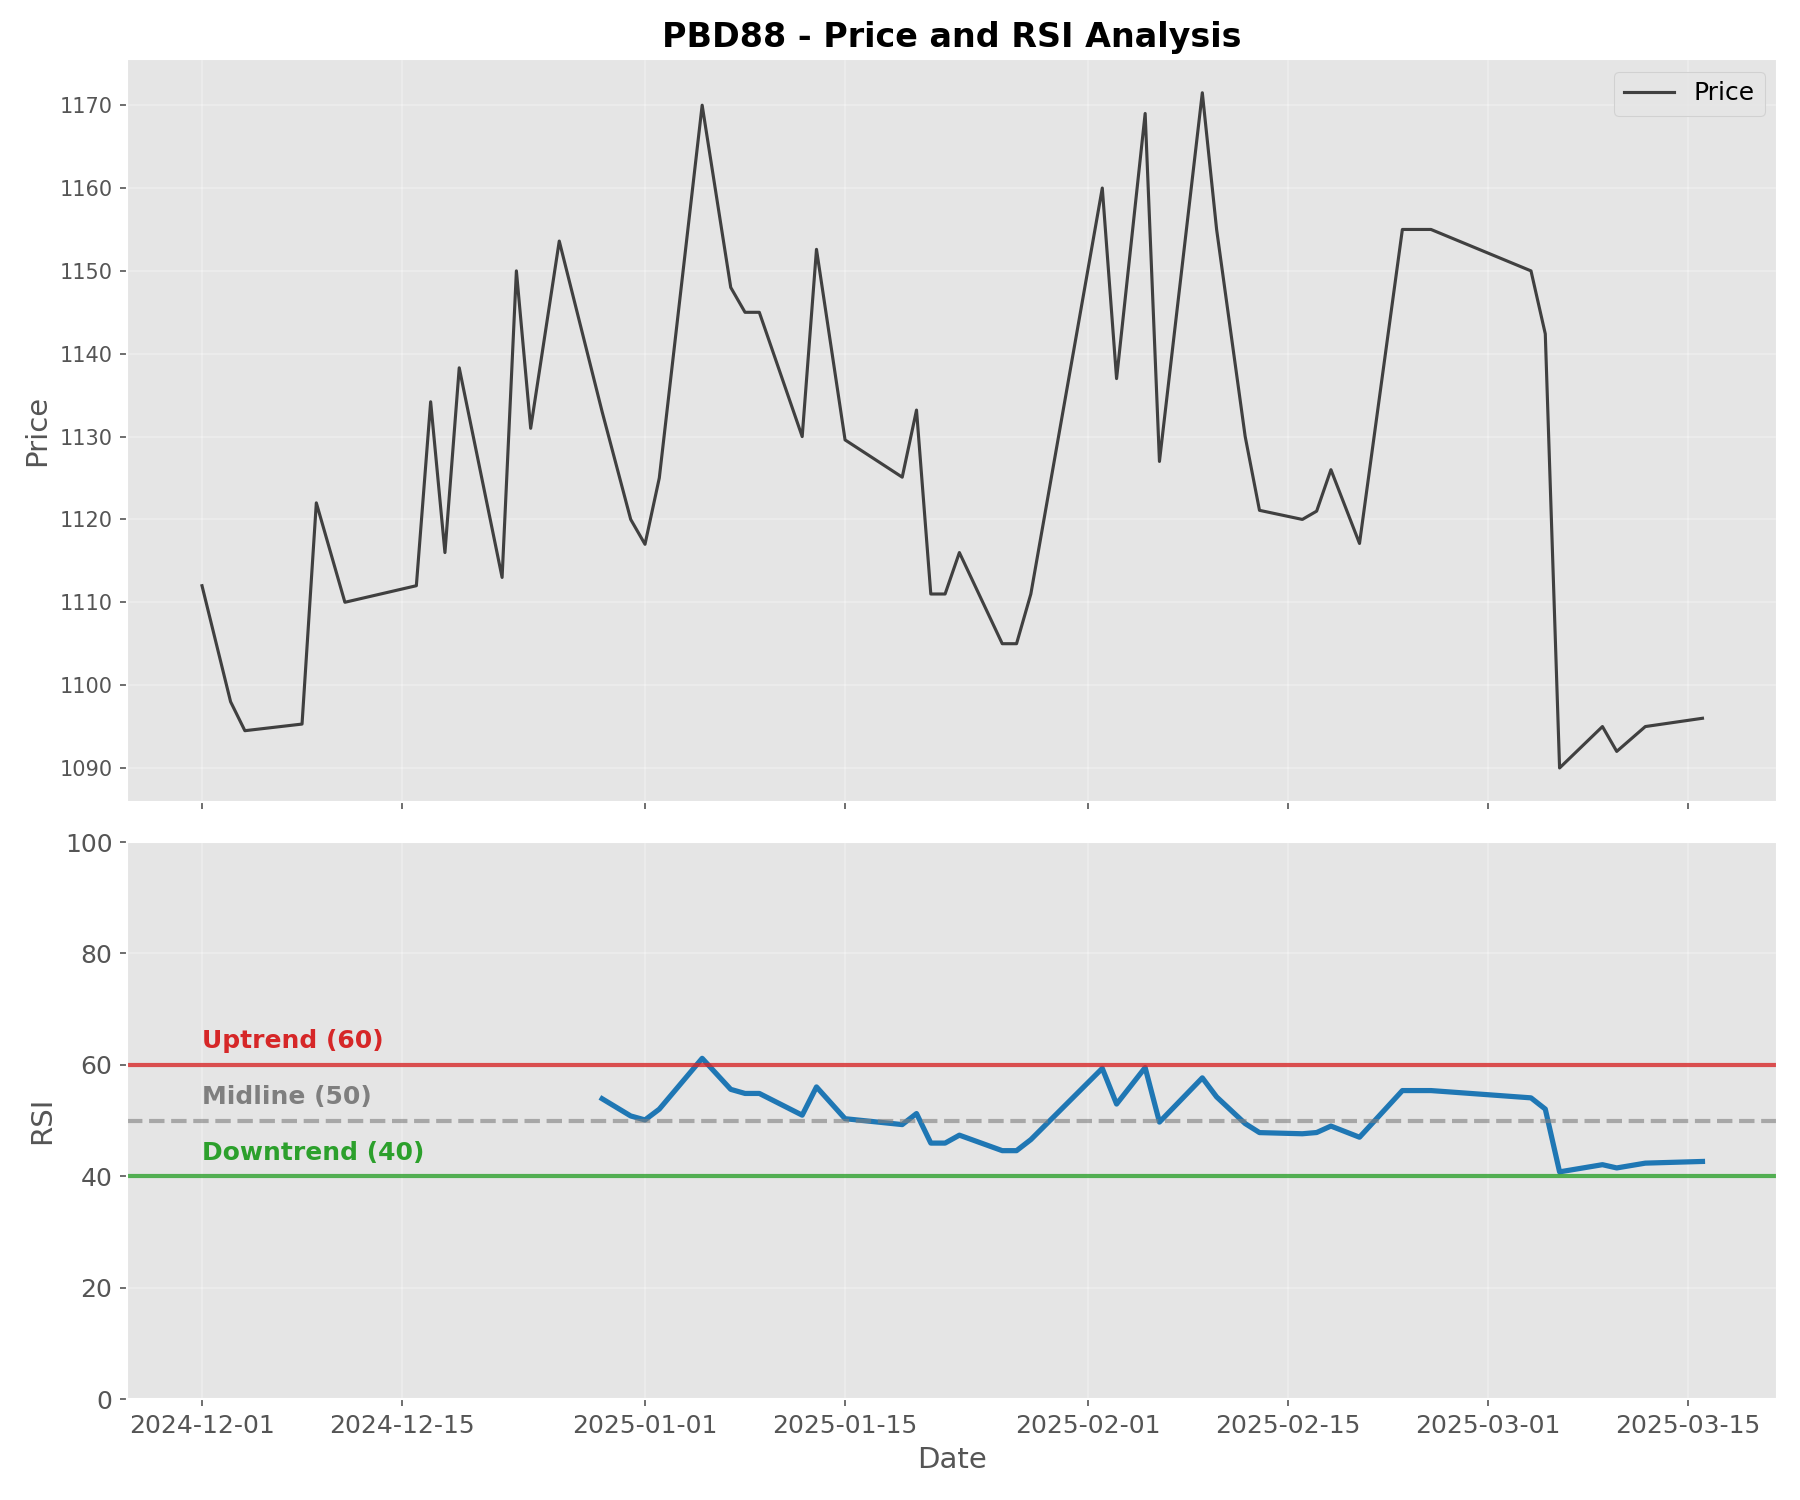 PBD88 - Price and RSI Analysis
Price
1170
1160
1150
1140
1130
1120
1110
1100
1090
Price
100
80
60
40
20
0
RSI
Uptrend (60)
Midline (50)
Downtrend (40)
2024-12-01 2024-12-15 2025-01-01 2025-01-15 2025-02-01 2025-02-15 2025-03-01 2025-03-15
Date